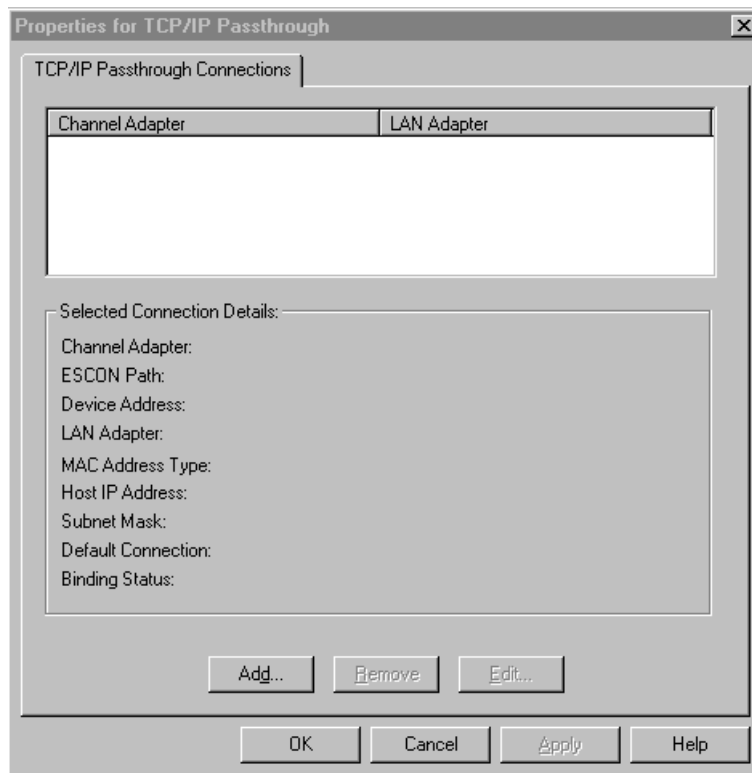 Properties for TCP/IP Passthrough
TCP/IP Passthrough Connections
Channel Adapter LAN Adapter
Selected Connection Details:
Channel Adapter:
ESCON Path:
Device Address:
LAN Adapter:
MAC Address Type:
Host IP Address:
Subnet Mask:
Default Connection:
Binding Status:
Add... Remove Edit...
OK Cancel Apply Help